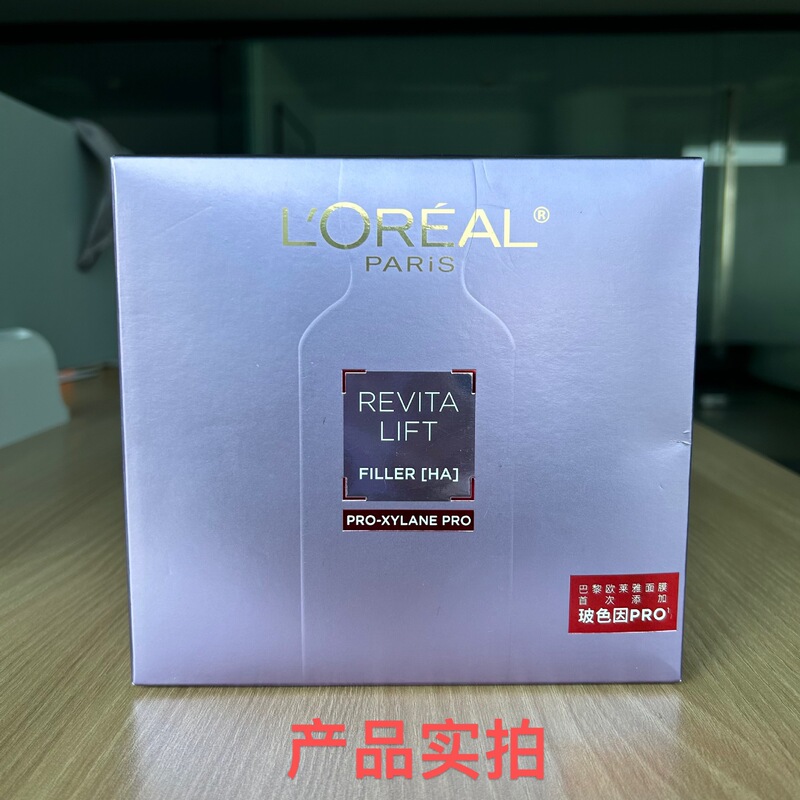 L'ORÉAL®
PARiS
REVITA
LIFT
FILLER [HA]
PRO-XYLANE PRO
巴黎欧莱雅面膜
首次添加
玻色因PRO¹
产品实拍